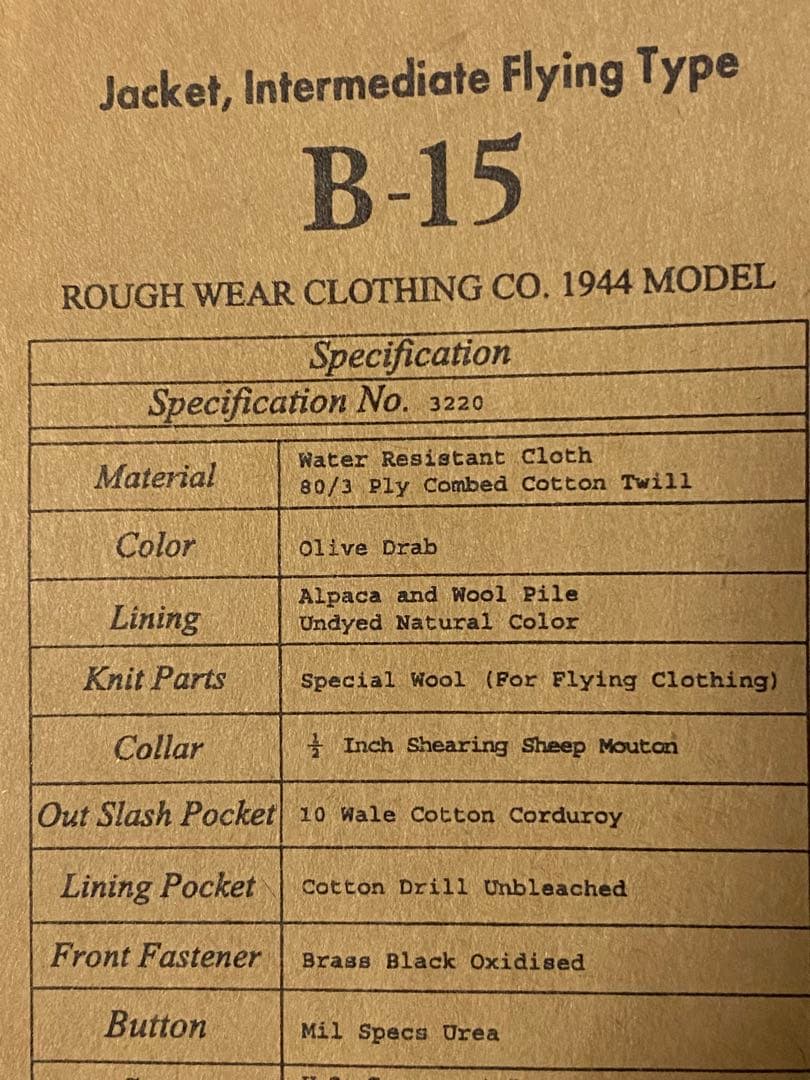 Jacket, Intermediate Flying Type
B-15
ROUGH WEAR CLOTHING CO. 1944 MODEL
Specification
Specification No. 3220
Material
Water Resistant Cloth
80/3 Ply Combed Cotton Twill
Color
Olive Drab
Lining
Alpaca and Wool Pile
Undyed Natural Color
Knit Parts
Special Wool (For Flying Clothing)
Collar
½ Inch Shearing Sheep Mouton
Out Slash Pocket
10 Wale Cotton Corduroy
Lining Pocket
Cotton Drill Unbleached
Front Fastener
Brass Black Oxidised
Button
Mil Specs Urea